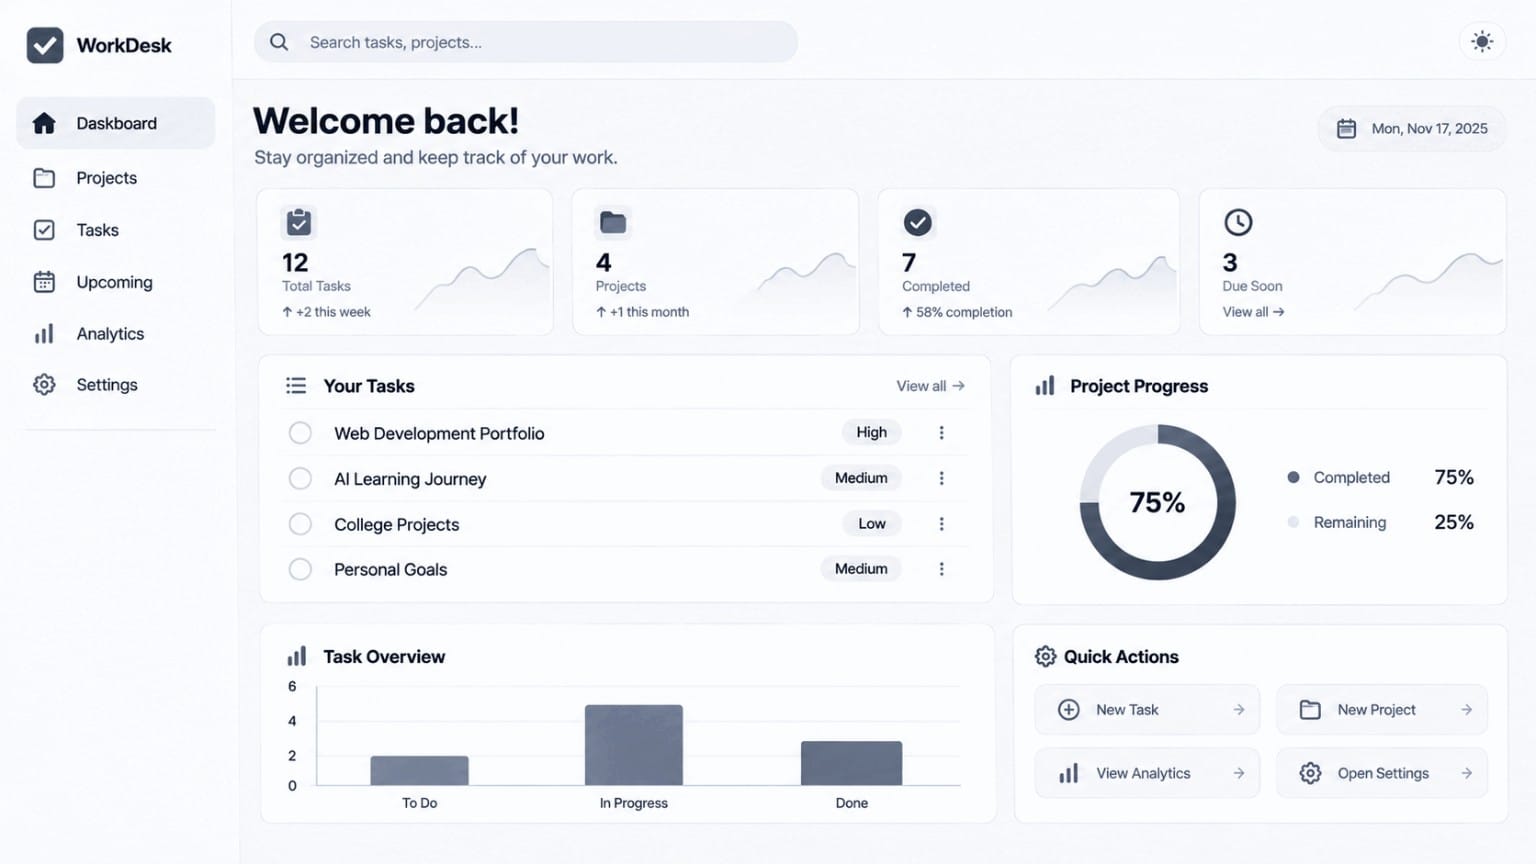 WorkDesk
Search tasks, projects...
Daskboard
Projects
Tasks
Upcoming
Analytics
Settings
Welcome back!
Stay organized and keep track of your work.
Mon, Nov 17, 2025
12
Total Tasks
↑ +2 this week
4
Projects
↑ +1 this month
7
Completed
↑ 58% completion
3
Due Soon
View all →
Your Tasks
View all →
Web Development Portfolio High
AI Learning Journey Medium
College Projects Low
Personal Goals Medium
Project Progress
75%
Completed 75%
Remaining 25%
Task Overview
6
4
2
0
To Do In Progress Done
Quick Actions
New Task →
New Project →
View Analytics →
Open Settings →